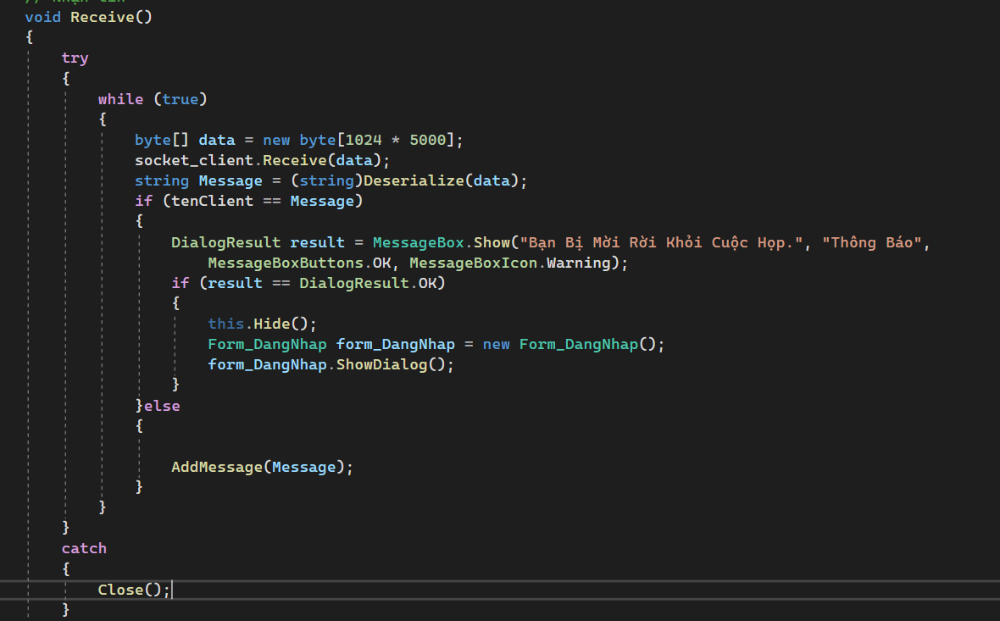 // Nhận tin
void Receive()
{
try
{
while (true)
{
byte[] data = new byte[1024 * 5000];
socket_client.Receive(data);
string Message = (string)Deserialize(data);
if (tenClient == Message)
{
DialogResult result = MessageBox.Show("Bạn Bị Mời Rời Khỏi Cuộc Họp.", "Thông Báo",
MessageBoxButtons.OK, MessageBoxIcon.Warning);
if (result == DialogResult.OK)
{
this.Hide();
Form_DangNhap form_DangNhap = new Form_DangNhap();
form_DangNhap.ShowDialog();
}
}else
{
AddMessage(Message);
}
}
}
catch
{
Close();
}